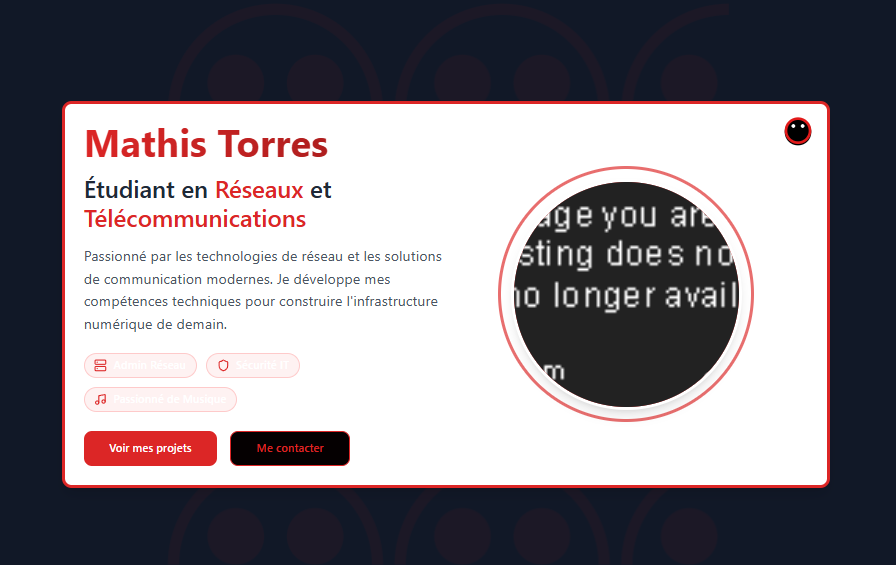 Mathis Torres
Étudiant en Réseaux et
Télécommunications
Passionné par les technologies de réseau et les solutions
de communication modernes. Je développe mes
compétences techniques pour construire l'infrastructure
numérique de demain.
Admin Réseau
Sécurité IT
Passionné de Musique
Voir mes projets
Me contacter
age you are
sting does no
no longer avail
m